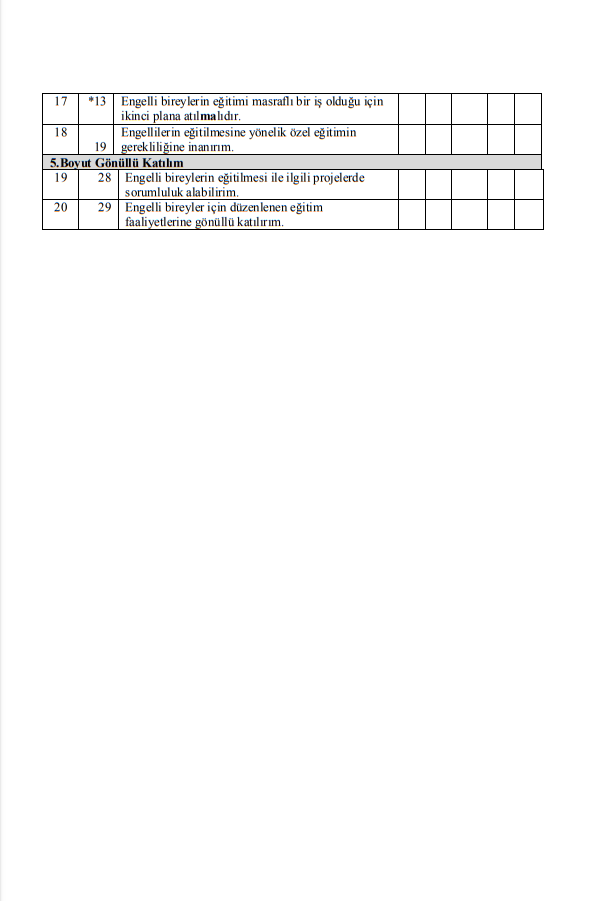 17 *13 Engelli bireylerin eğitimi masraflı bir iş olduğu için
ikinci plana atılmalıdır.
18 Engellilerin eğitilmesine yönelik özel eğitimin
19 gerekliliğine inanırım.
5.Boyut Gönüllü Katılım
19 28 Engelli bireylerin eğitilmesi ile ilgili projelerde
sorumluluk alabilirim.
20 29 Engelli bireyler için düzenlenen eğitim
faaliyetlerine gönüllü katılırım.